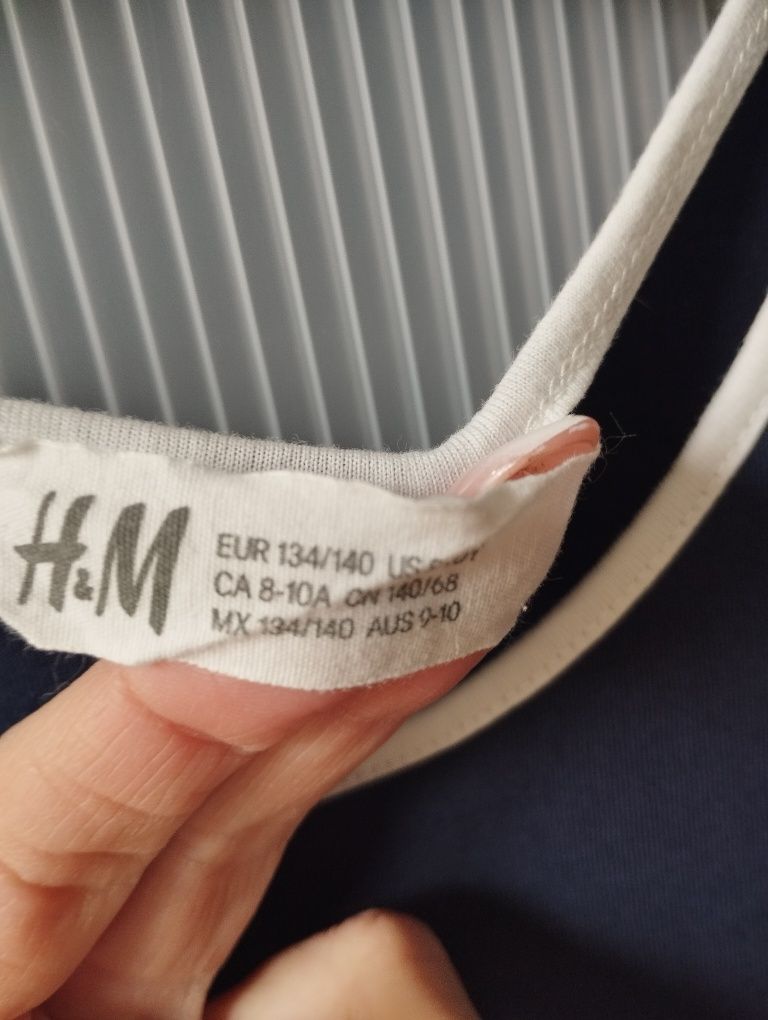 H&M
EUR 134/140 US
CA 8-10A CN 140/68
MX 134/140 AUS 9-10